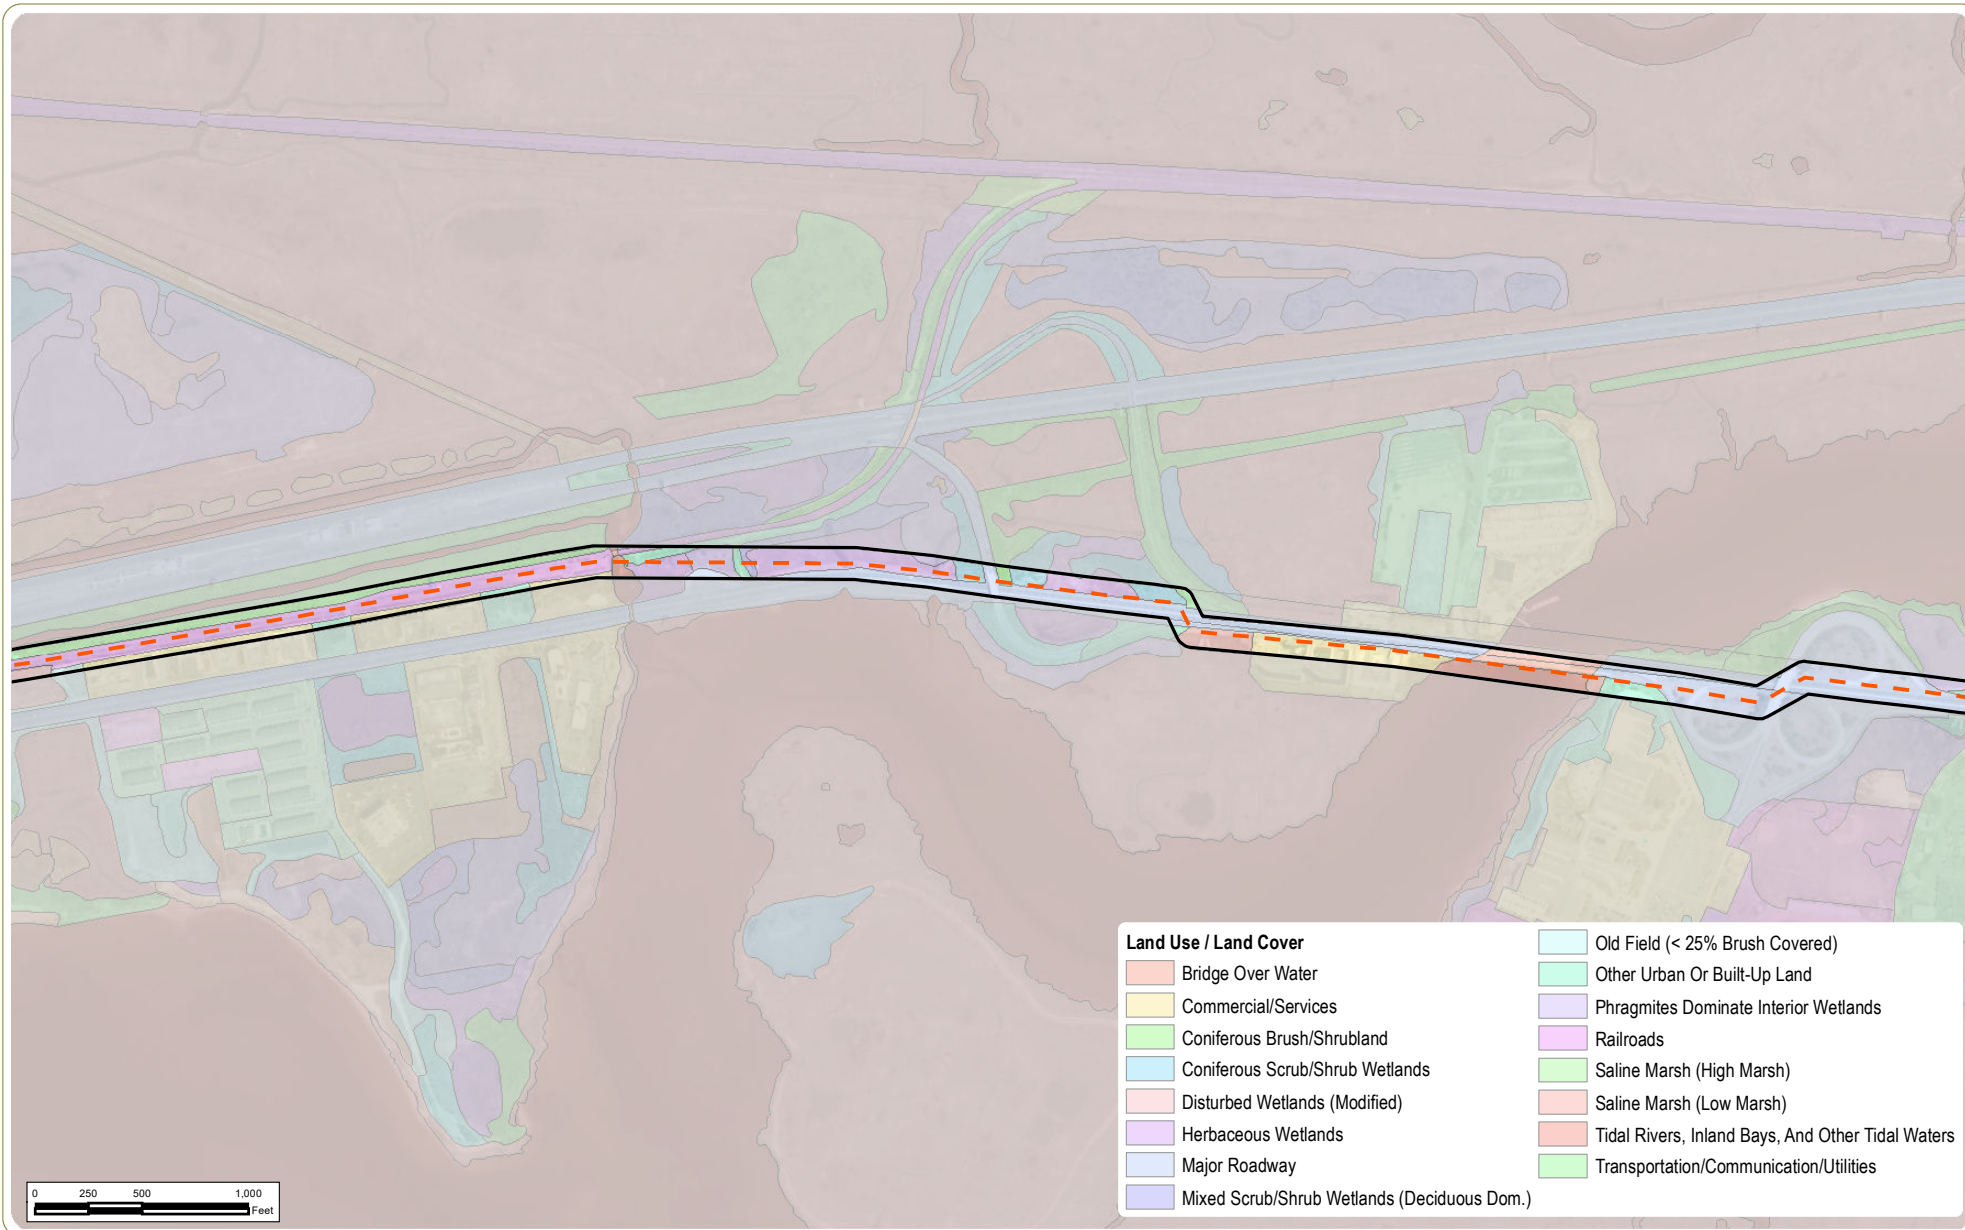 Land Use / Land Cover
Bridge Over Water
Commercial/Services
Coniferous Brush/Shrubland
Coniferous Scrub/Shrub Wetlands
Disturbed Wetlands (Modified)
Herbaceous Wetlands
Major Roadway
Mixed Scrub/Shrub Wetlands (Deciduous Dom.)
Old Field (< 25% Brush Covered)
Other Urban Or Built-Up Land
Phragmites Dominate Interior Wetlands
Railroads
Saline Marsh (High Marsh)
Saline Marsh (Low Marsh)
Tidal Rivers, Inland Bays, And Other Tidal Waters
Transportation/Communication/Utilities
0 250 500 1,000
Feet